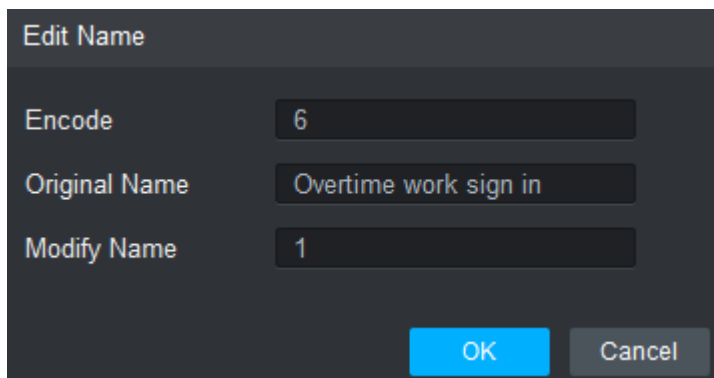 Edit Name
Encode 6
Original Name Overtime work sign in
Modify Name 1
OK Cancel